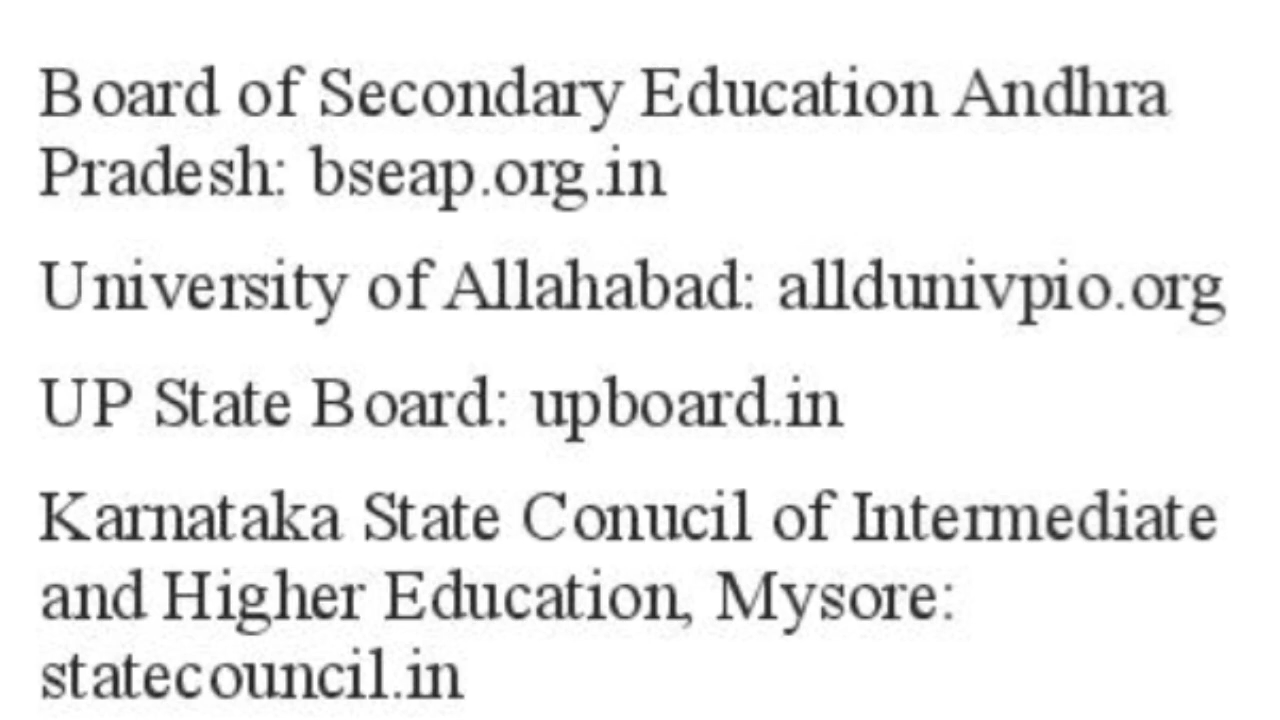 Board of Secondary Education Andhra
Pradesh: bseap.org.in
University of Allahabad: alldunivpio.org
UP State Board: upboard.in
Karnataka State Conucil of Intermediate
and Higher Education, Mysore:
statecouncil.in